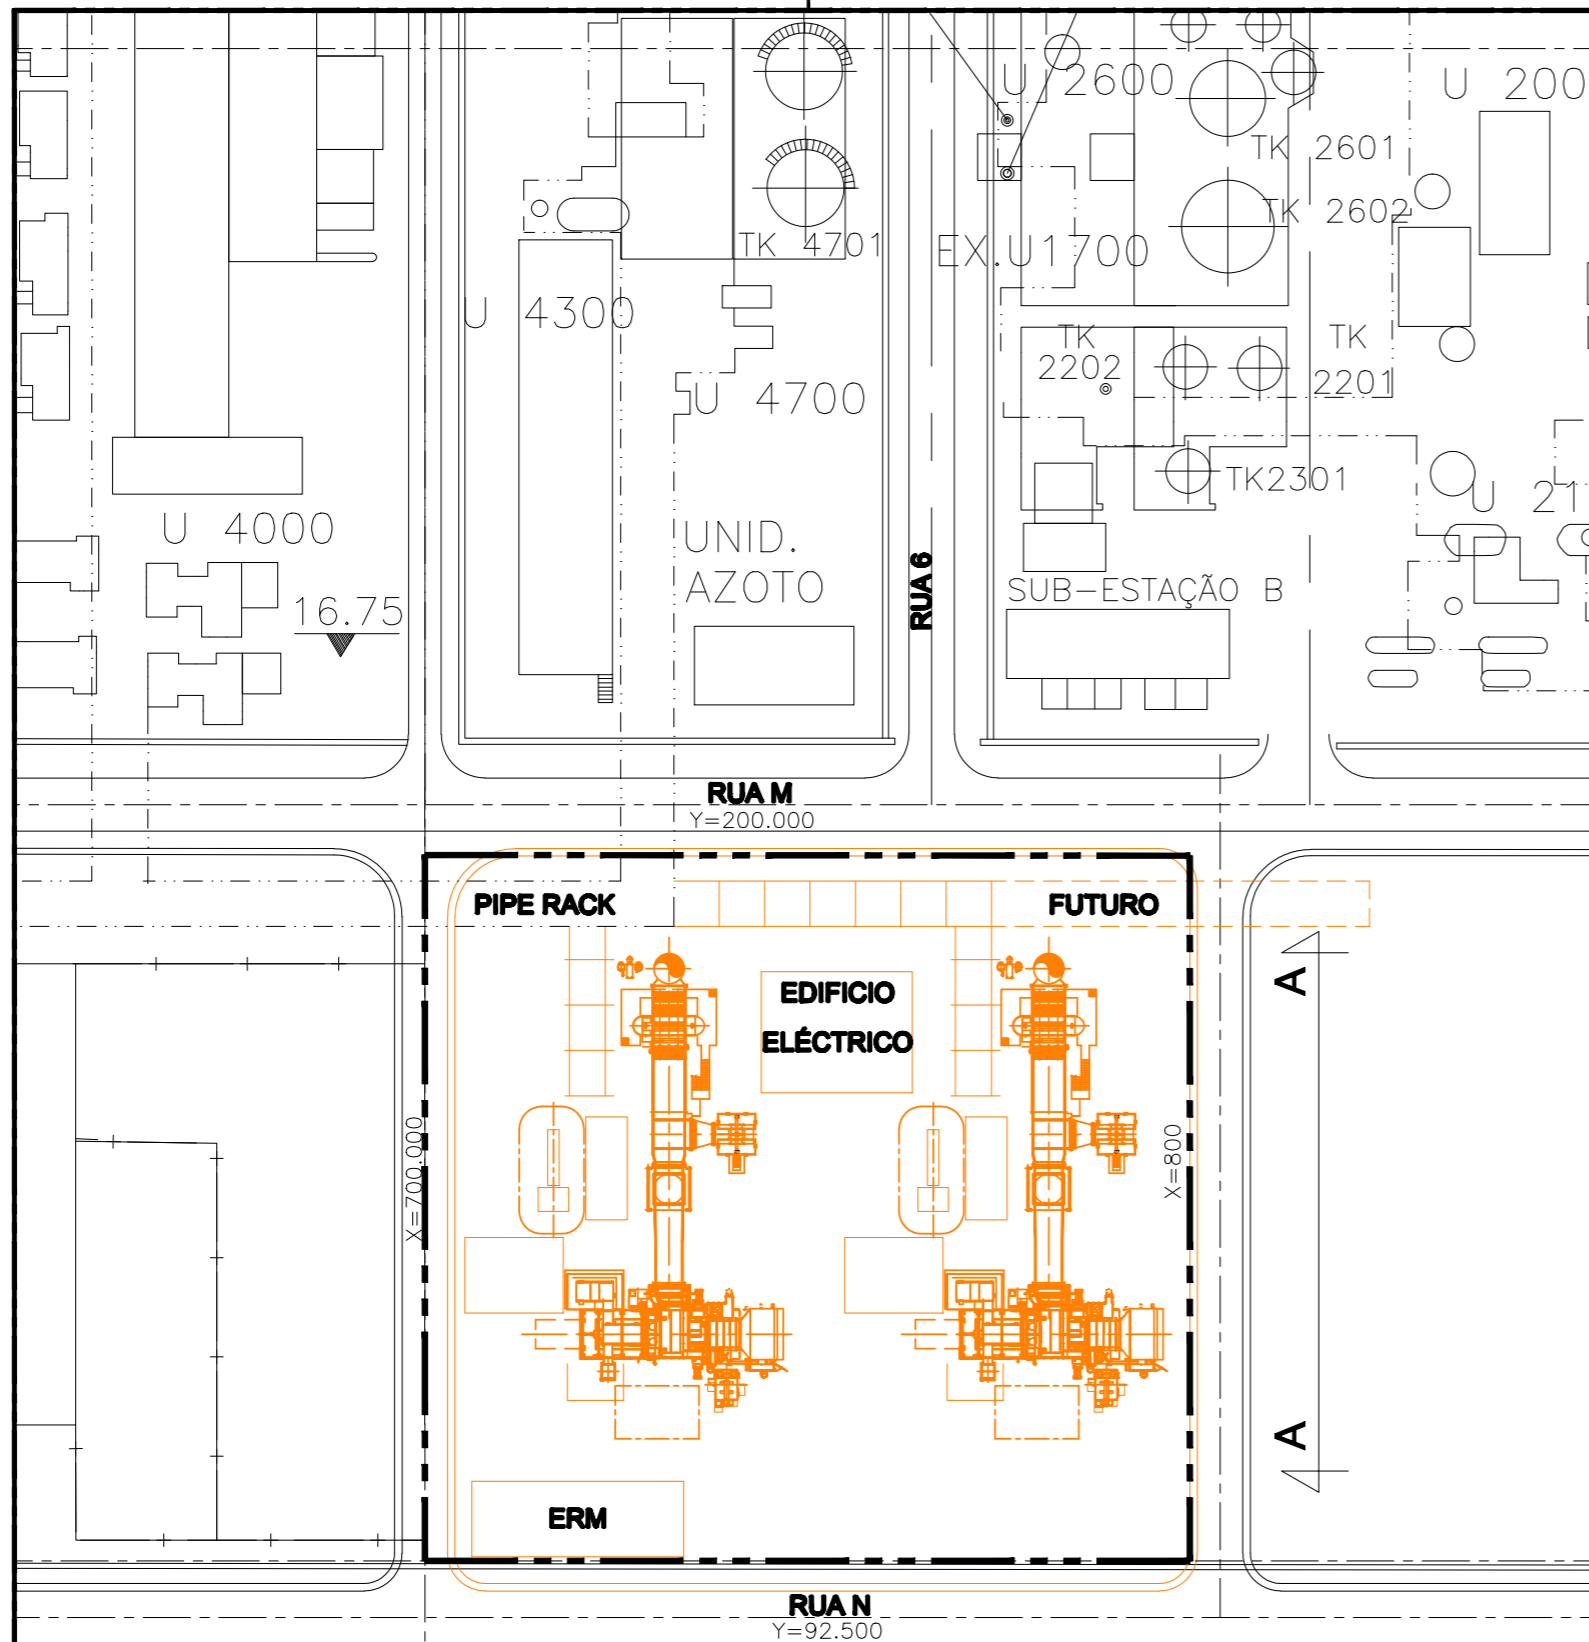 U 2600
U 200
TK 2601
TK 2602
TK 4701
EX.U1700
U 4300
TK
2202
TK
2201
U 4700
TK2301
U 21
U 4000
UNID.
AZOTO
RUA 6
SUB-ESTAÇÃO B
16.75
RUA M
Y=200.000
PIPE RACK
FUTURO
EDIFICIO
ELÉCTRICO
A
X=700.000
X=800
A
ERM
RUA N
Y=92.500